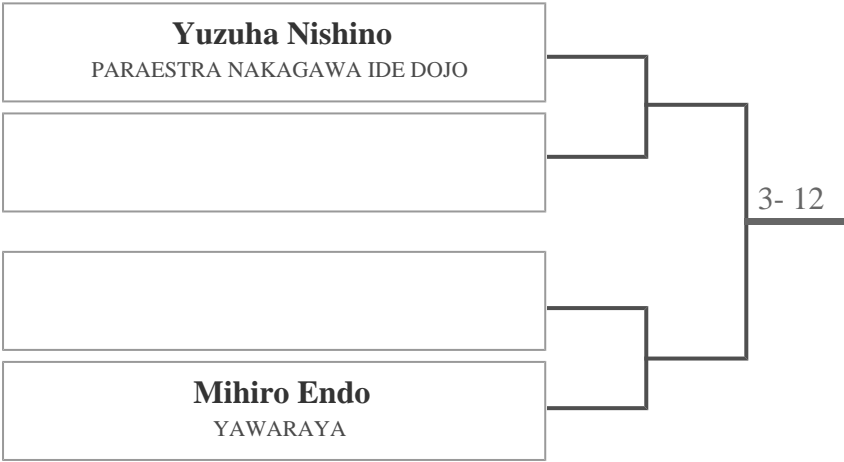 Yuzuha Nishino
PARAESTRA NAKAGAWA IDE DOJO
3- 12
Mihiro Endo
YAWARAYA